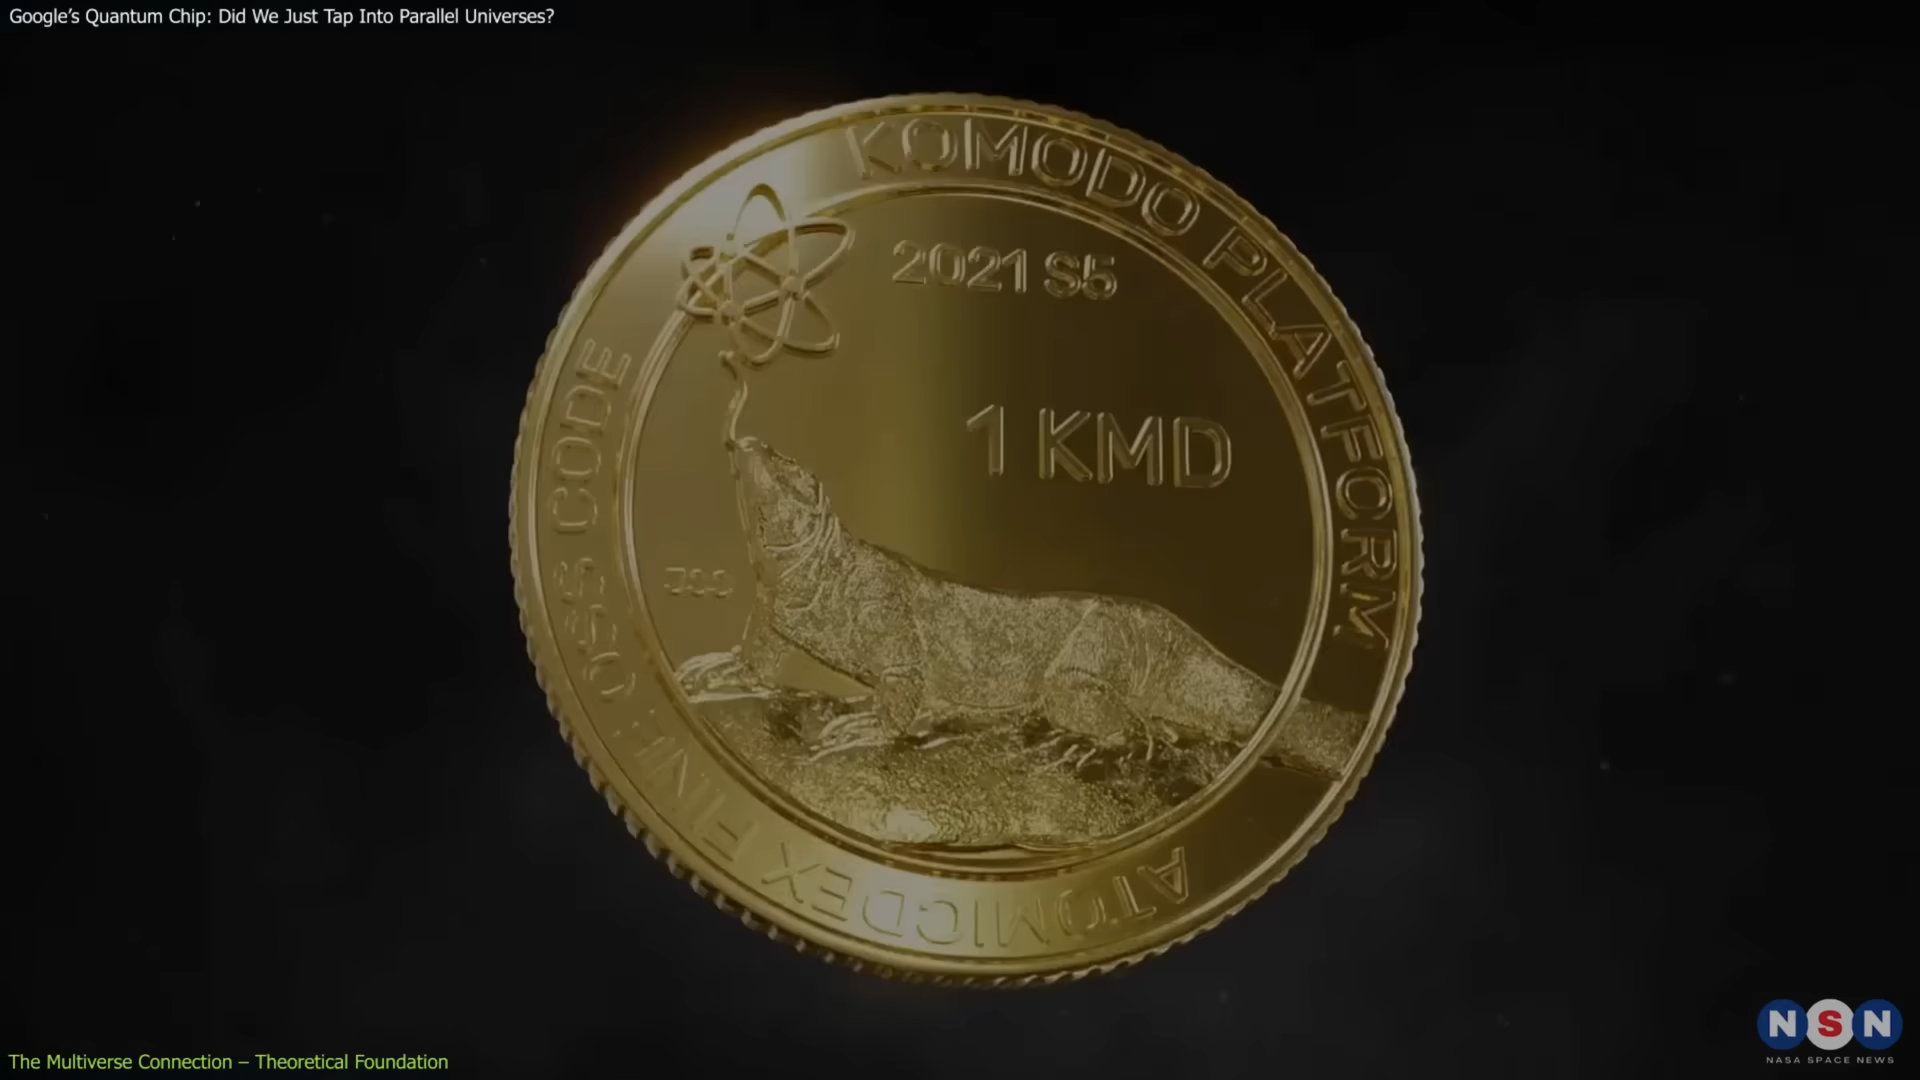 Google’s Quantum Chip: Did We Just Tap Into Parallel Universes?
KOMODO PLATFORM
2021 S5
1 KMD
OSS CODE
ATOMICDEX
The Multiverse Connection – Theoretical Foundation
NSN
NASA SPACE NEWS